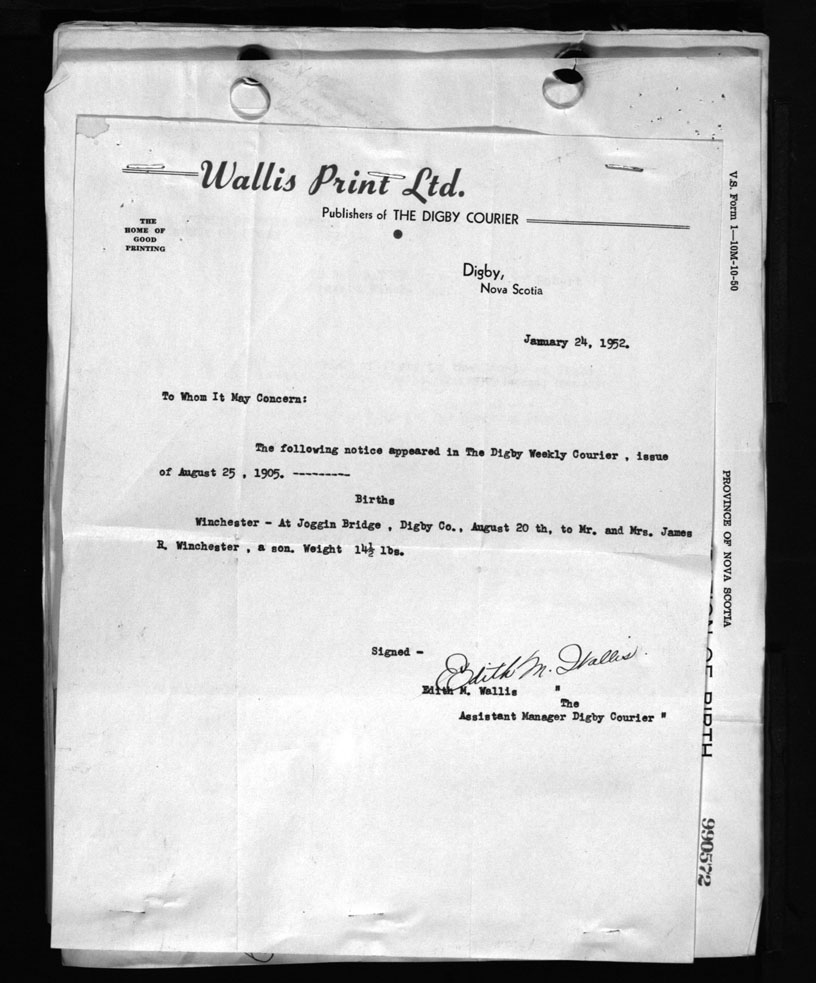 Wallis Print Ltd.
Publishers of THE DIGBY COURIER
THE
HOME OF
GOOD
PRINTING
Digby,
Nova Scotia
January 24, 1952.
To Whom It May Concern:
The following notice appeared in The Digby Weekly Courier , issue
of August 25 , 1905. ---------
Births
Winchester - At Joggin Bridge , Digby Co., August 20 th, to Mr. and Mrs. James
R. Winchester , a son. Weight 14½ lbs.
Signed -
Edith M. Wallis
Edith M. Wallis "
The
Assistant Manager Digby Courier "
V.S. Form 1—10M-10-50
PROVINCE OF NOVA SCOTIA
OF BIRTH
990572